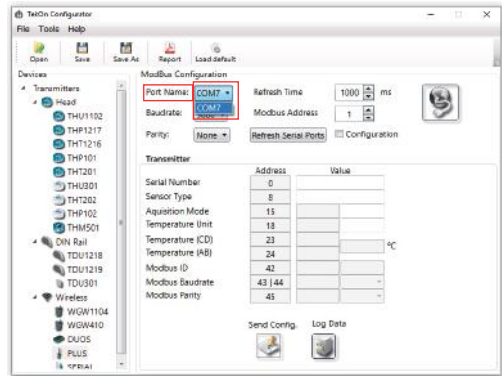 TekOn Configurator
File Tools Help
Open Save Save As Report Load default
Devices
Transmitters
Head
THU1102
THP1217
THT1216
THP101
THT201
THU301
THT202
THP102
THM501
DIN Rail
TDU1218
TDU1219
TDU301
Wireless
WGW1104
WGW410
DUOS
PLUS
SERIAL
ModBus Configuration
Port Name: COM7 Refresh Time 1000 ms
COM7
Baudrate: Modbus Address 1
Parity: None Refresh Serial Ports Configuration
Transmitter
Address Value
Serial Number 0
Sensor Type 8
Aquisition Mode 15
Temperature Unit 18
Temperature (CD) 23 ºC
Temperature (AB) 24
Modbus ID 42
Modbus Baudrate 43 | 44
Modbus Parity 45
Send Config. Log Data